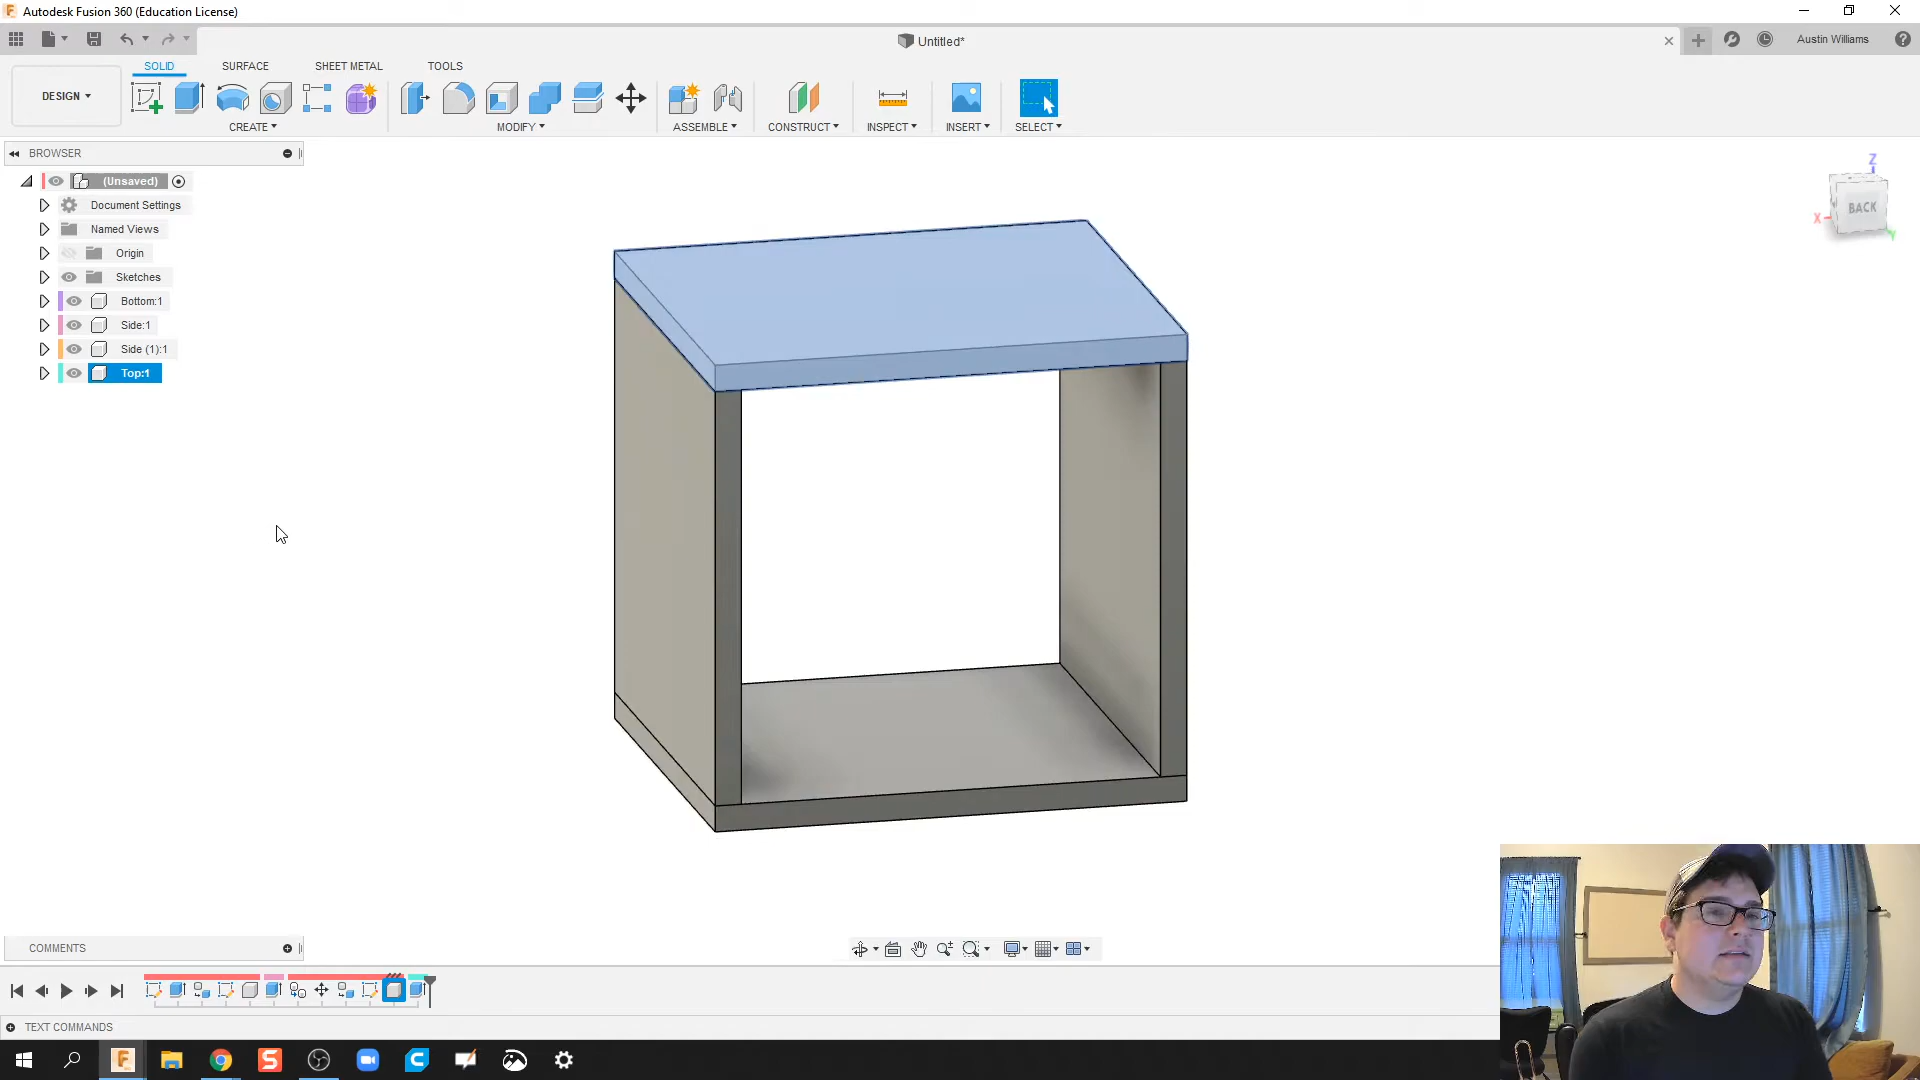 Autodesk Fusion 360 (Education License)
Untitled*
Austin Williams
SOLID
SURFACE
SHEET METAL
TOOLS
DESIGN
CREATE
MODIFY
ASSEMBLE
CONSTRUCT
INSPECT
INSERT
SELECT
BROWSER
(Unsaved)
Document Settings
Named Views
Origin
Sketches
Bottom:1
Side:1
Side (1):1
Top:1
Z
X
BACK
Y
COMMENTS
TEXT COMMANDS